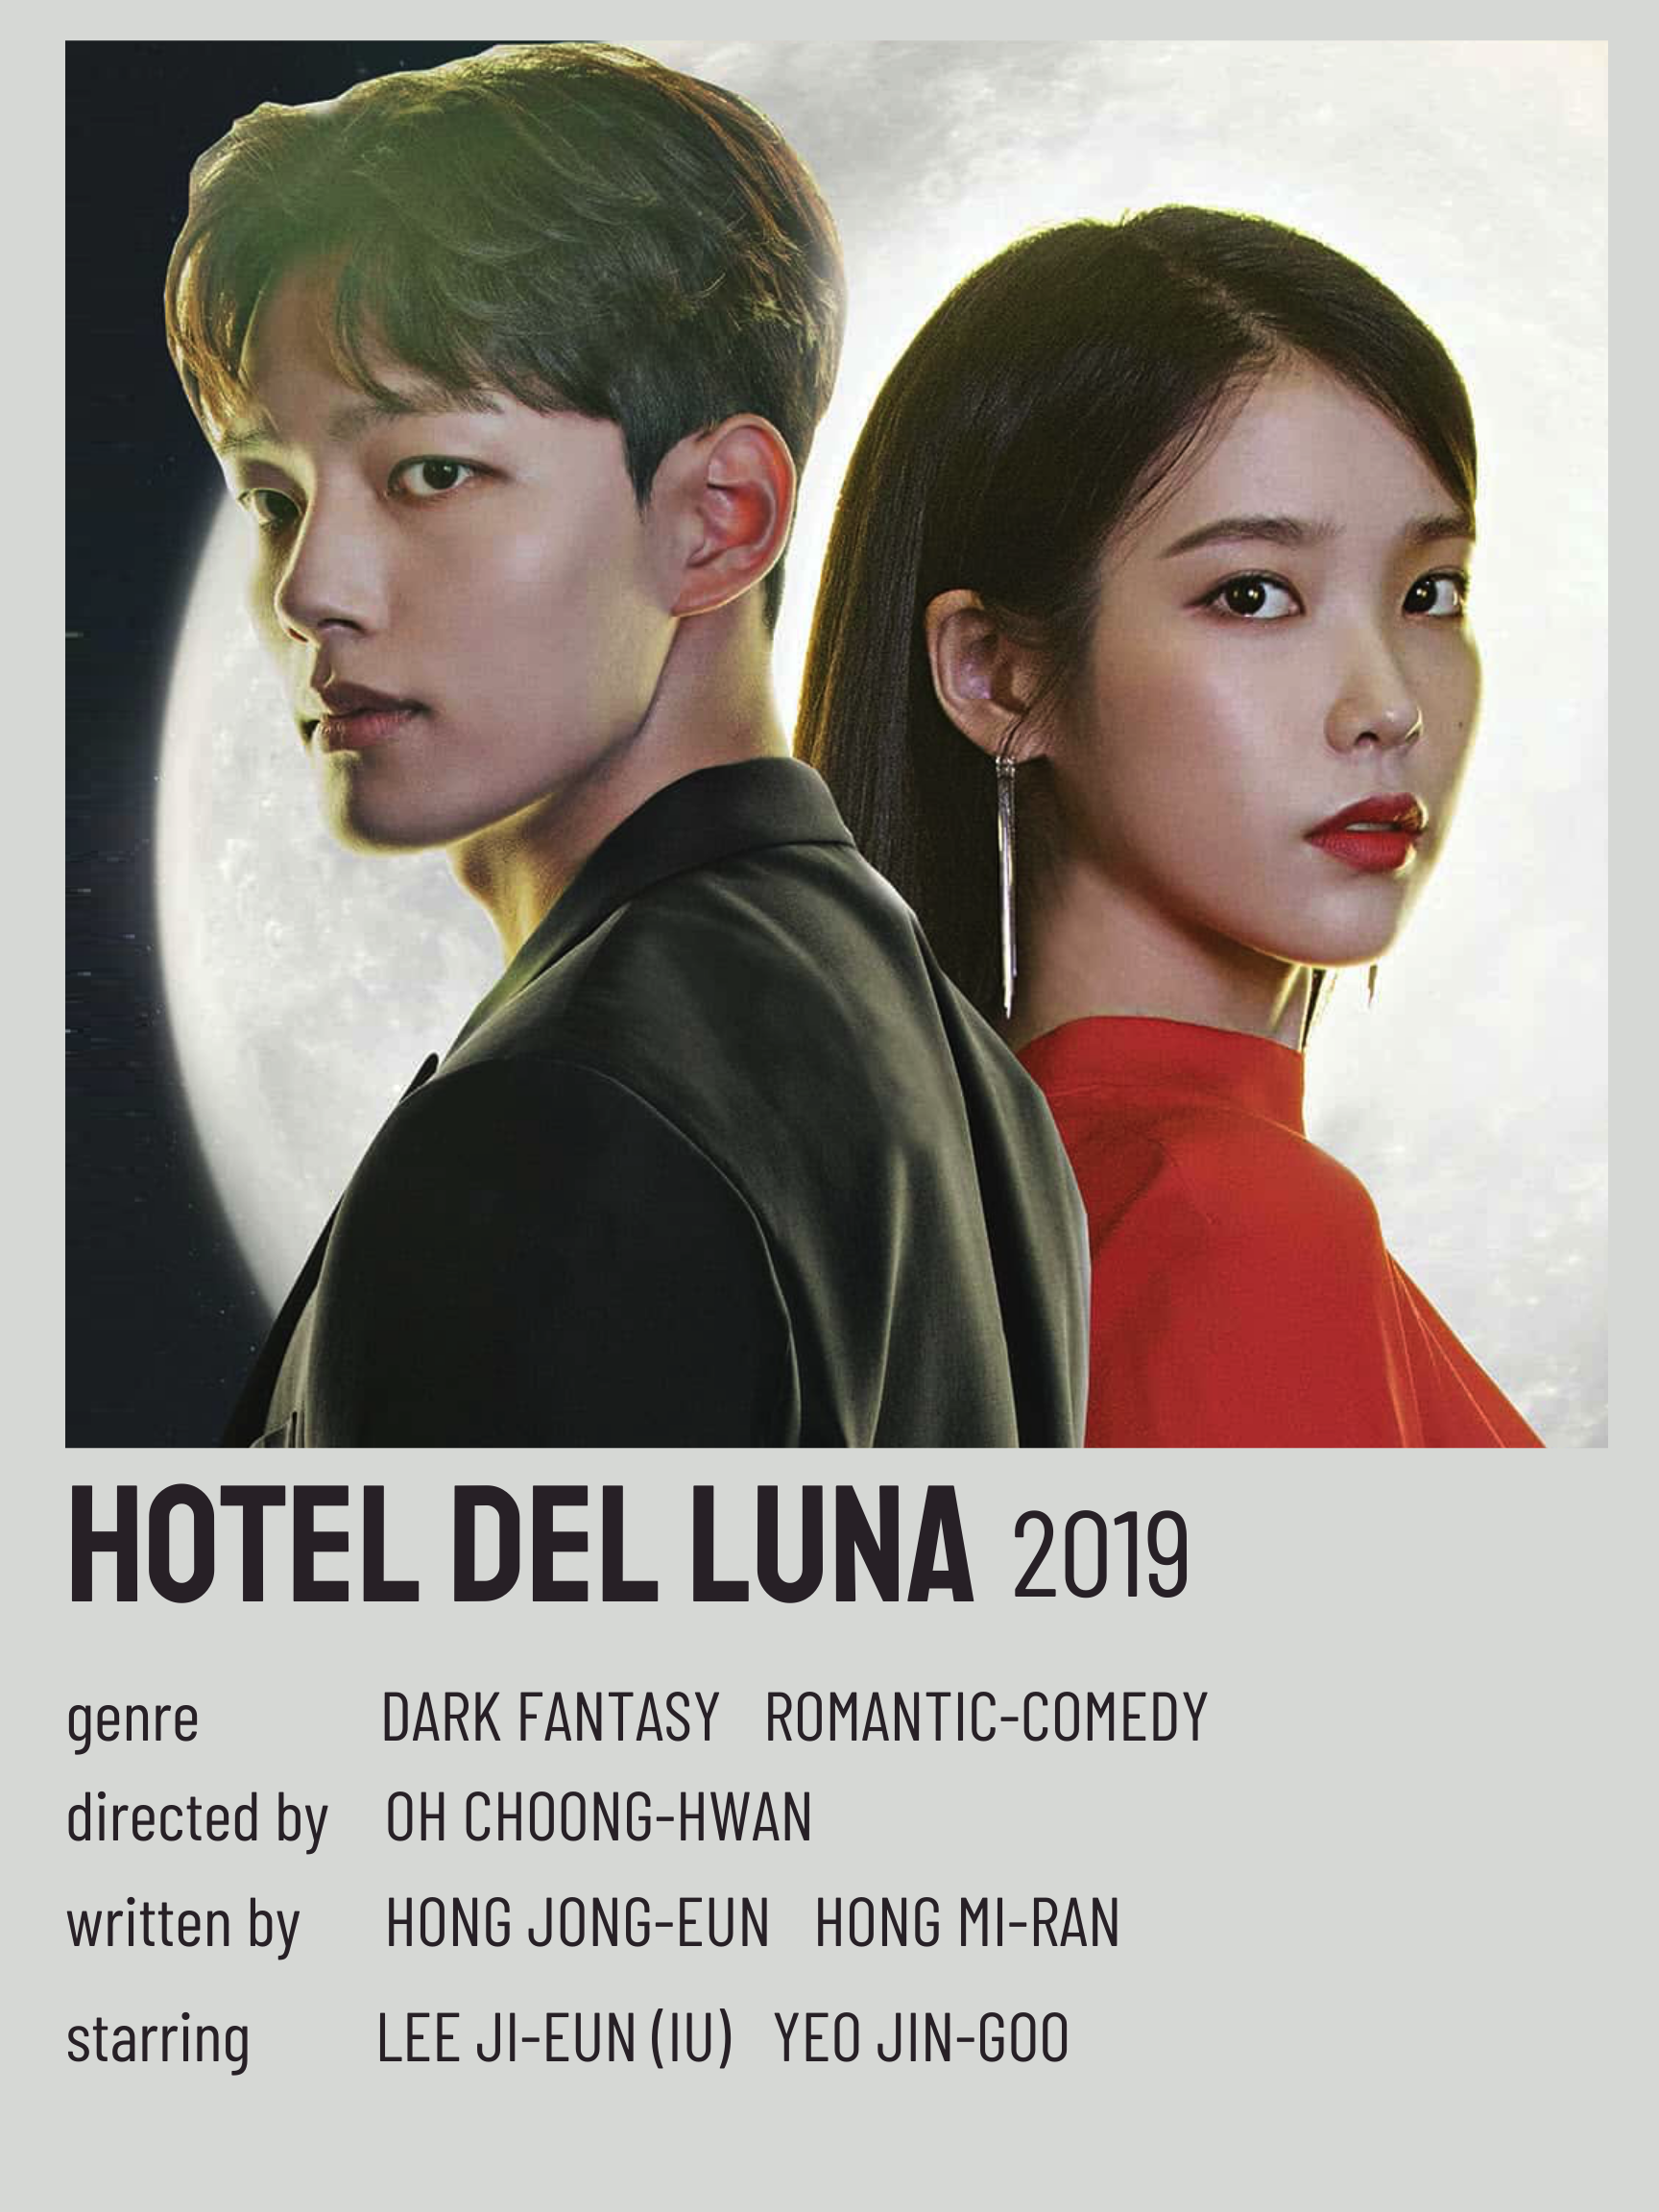 HOTEL DEL LUNA 2019
genre DARK FANTASY ROMANTIC-COMEDY
directed by OH CHOONG-HWAN
written by HONG JONG-EUN HONG MI-RAN
starring LEE JI-EUN (IU) YEO JIN-GOO